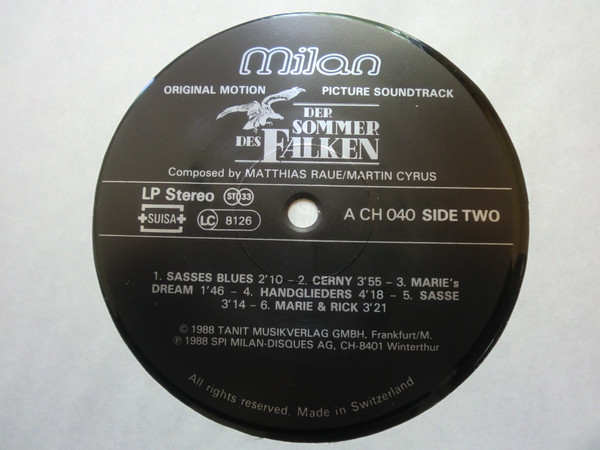 milan
ORIGINAL MOTION PICTURE SOUNDTRACK
DER
SOMMER
DES FALKEN
Composed by MATTHIAS RAUE/MARTIN CYRUS
LP Stereo ST 33
SUISA LC 8126 A CH 040 SIDE TWO
1. SASSES BLUES 2'10 – 2. CERNY 3'55 – 3. MARIE's
DREAM 1'46 – 4. HANDGLIEDERS 4'18 – 5. SASSE
3'14 – 6. MARIE & RICK 3'21
© 1988 TANIT MUSIKVERLAG GMBH, Frankfurt/M.
℗ 1988 SPI MILAN-DISQUES AG, CH-8401 Winterthur
All rights reserved. Made in Switzerland